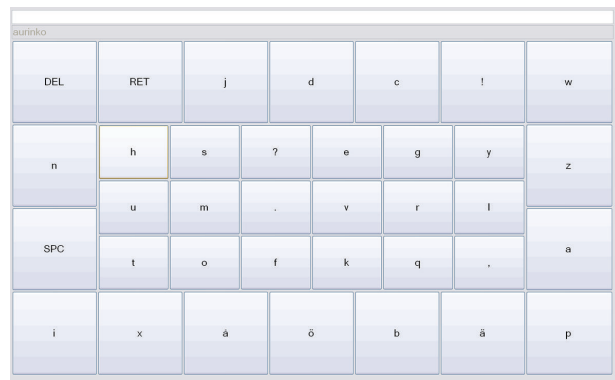 aurinko
DEL RET j d c ! w
n h s ? e g y z
u m . v r l
SPC t o f k q , a
i x å ö b ä p